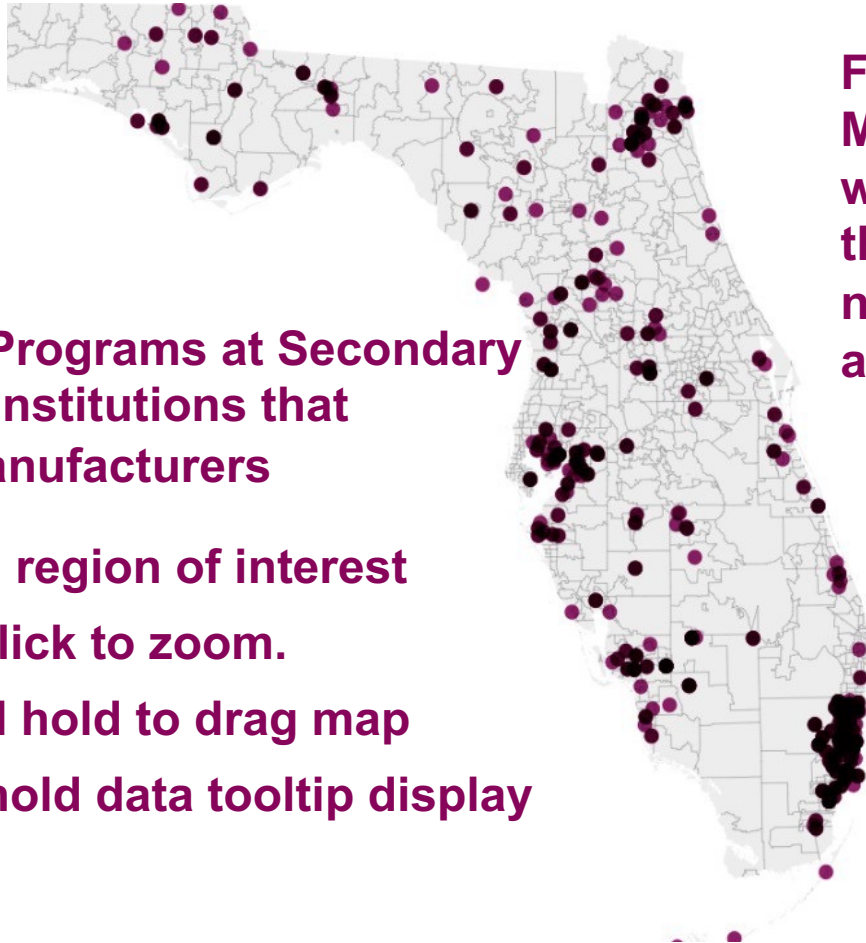 Programs at Secondary
nstitutions that
anufacturers
region of interest
lick to zoom.
hold to drag map
hold data tooltip display
F
M
w
th
n
a